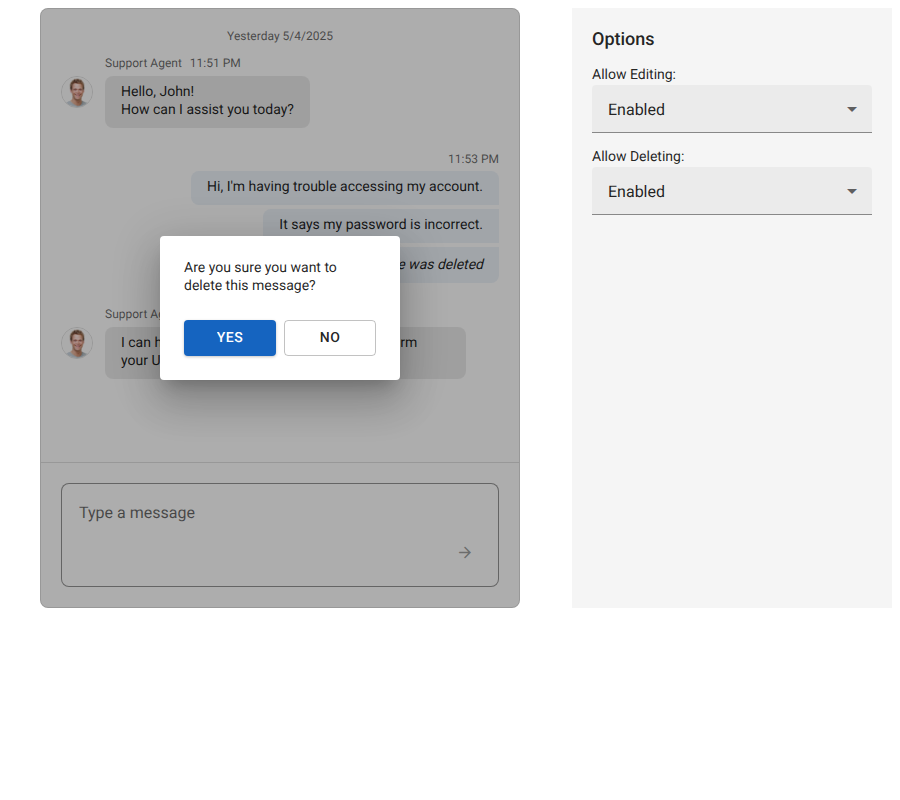 Yesterday 5/4/2025
Support Agent 11:51 PM
Hello, John!
How can I assist you today?
11:53 PM
Hi, I'm having trouble accessing my account.
It says my password is incorrect.
was deleted
Are you sure you want to
delete this message?
YES
NO
Support
I can
your
Type a message
Options
Allow Editing:
Enabled
Allow Deleting:
Enabled